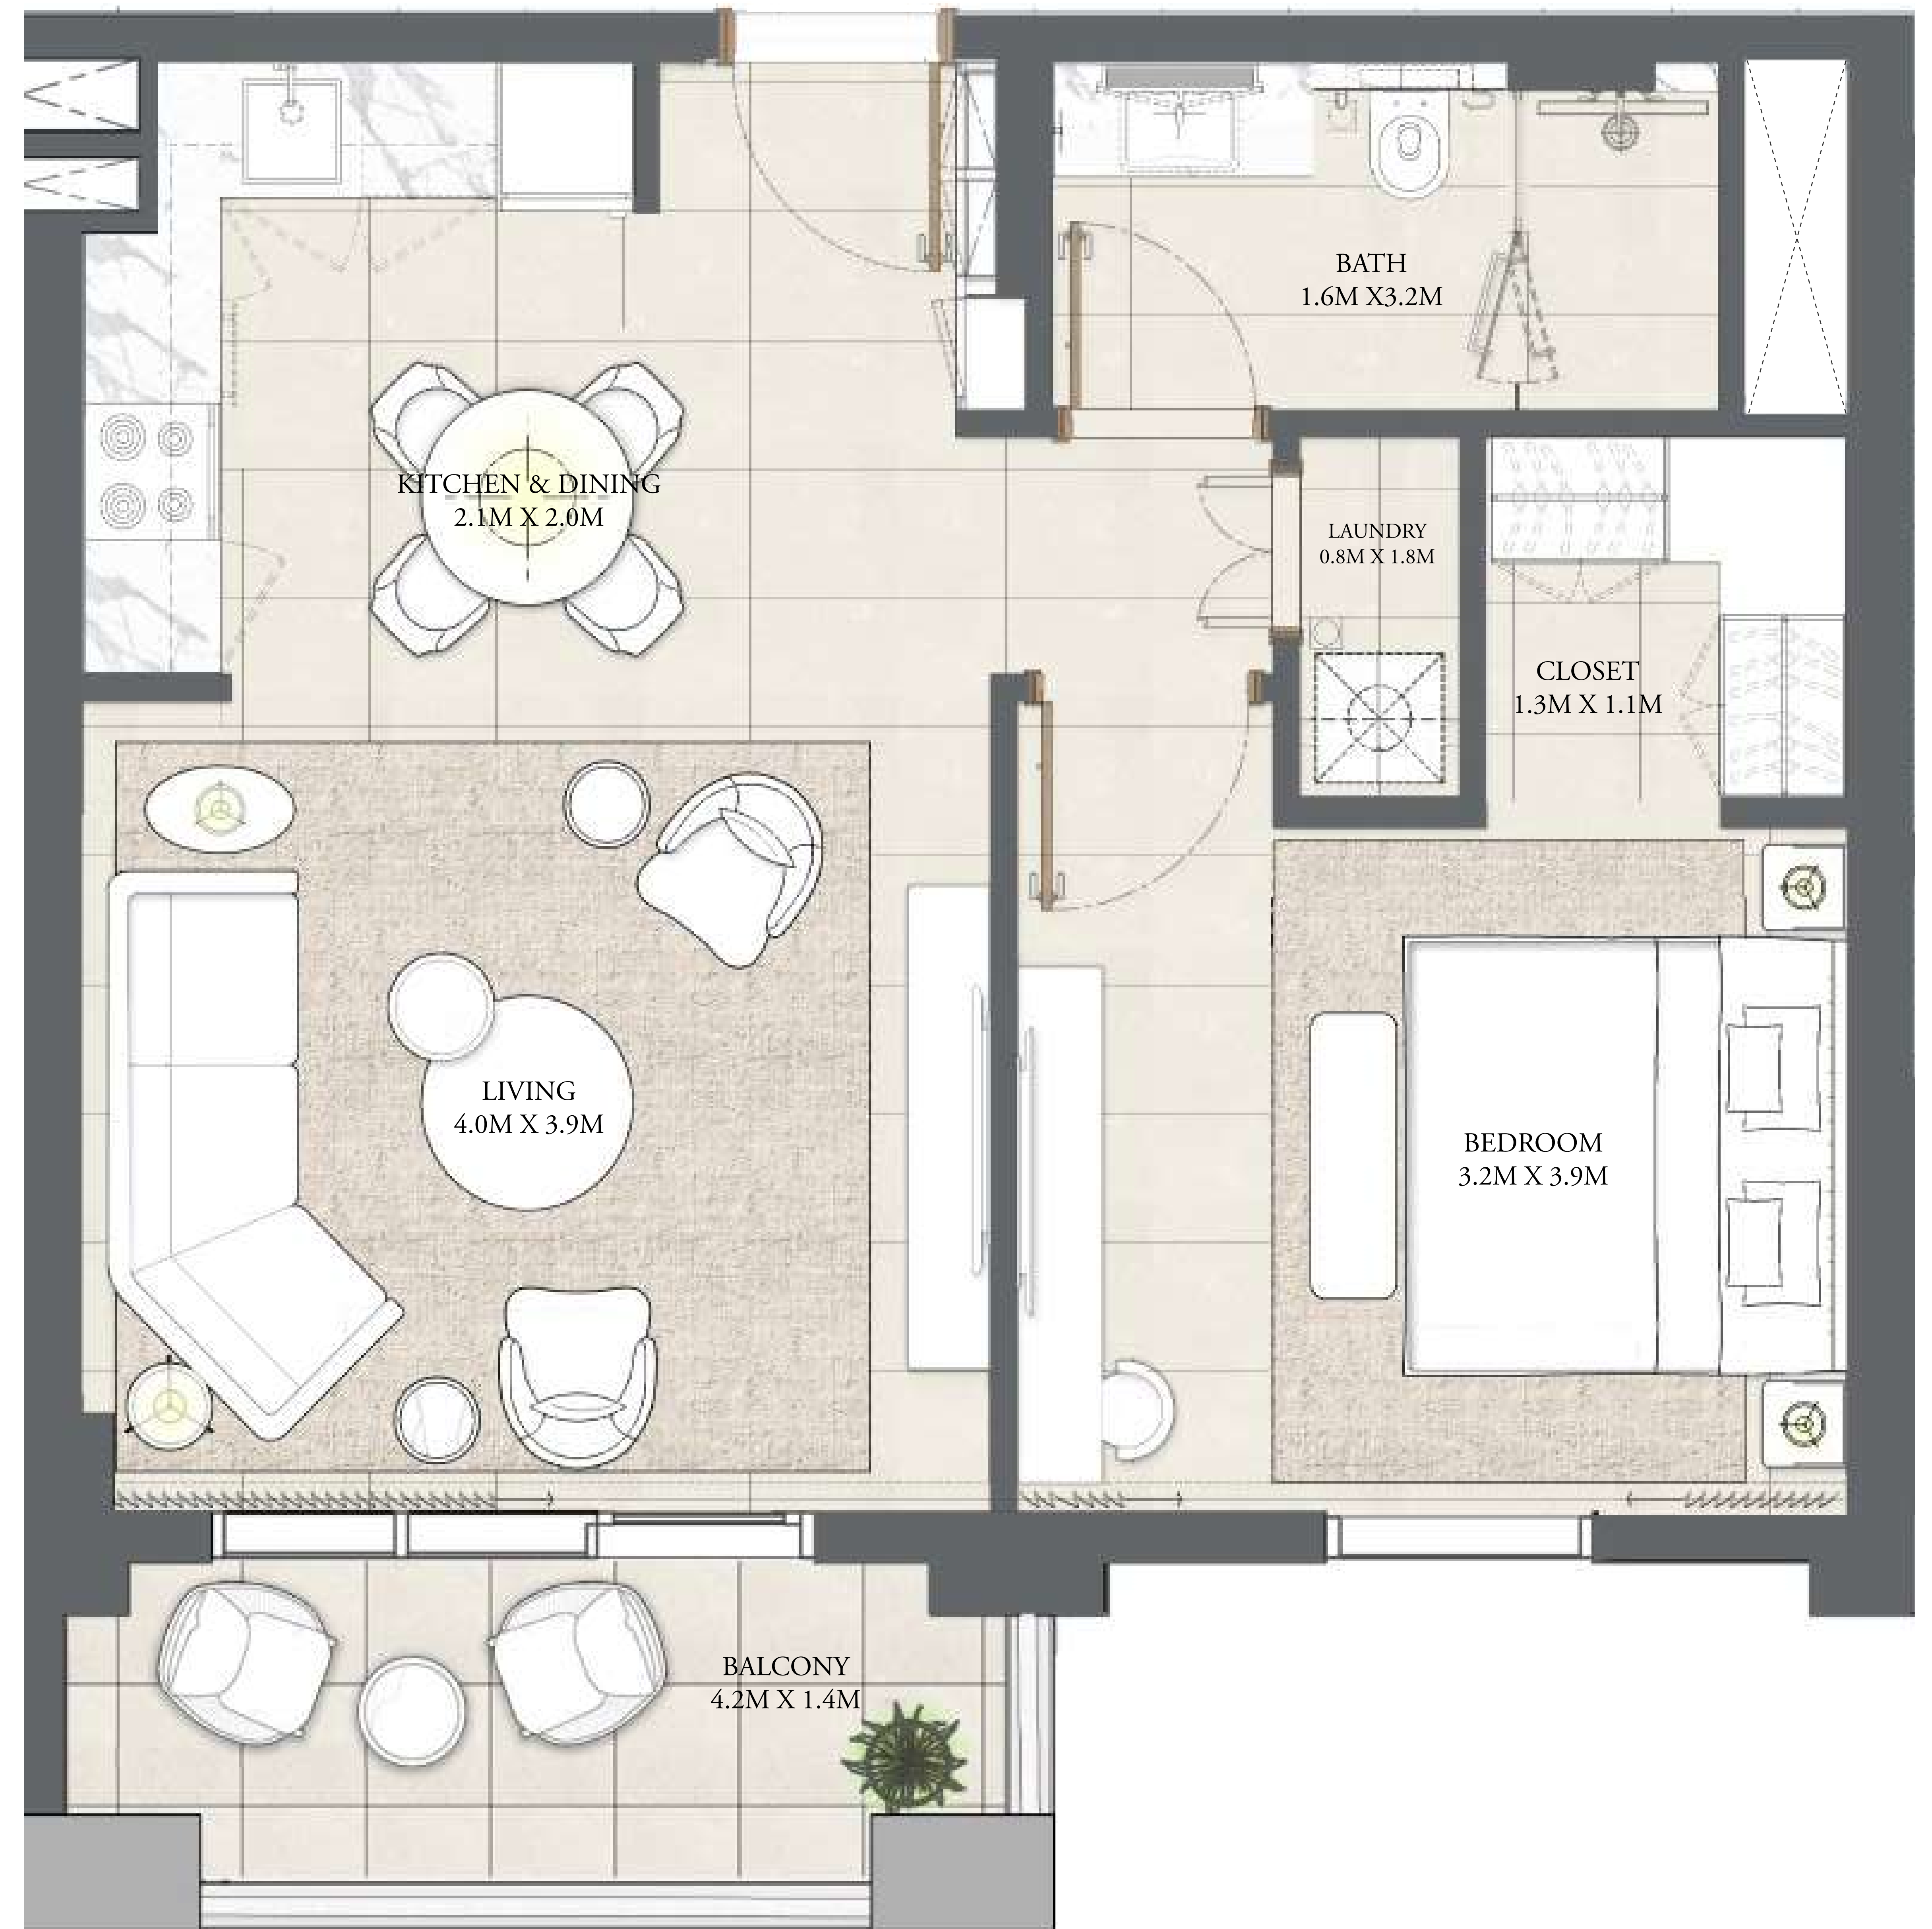 BATH
1.6M X3.2M
KITCHEN & DINING
2.1M X 2.0M
LAUNDRY
0.8M X 1.8M
CLOSET
1.3M X 1.1M
LIVING
4.0M X 3.9M
BEDROOM
3.2M X 3.9M
BALCONY
4.2M X 1.4M